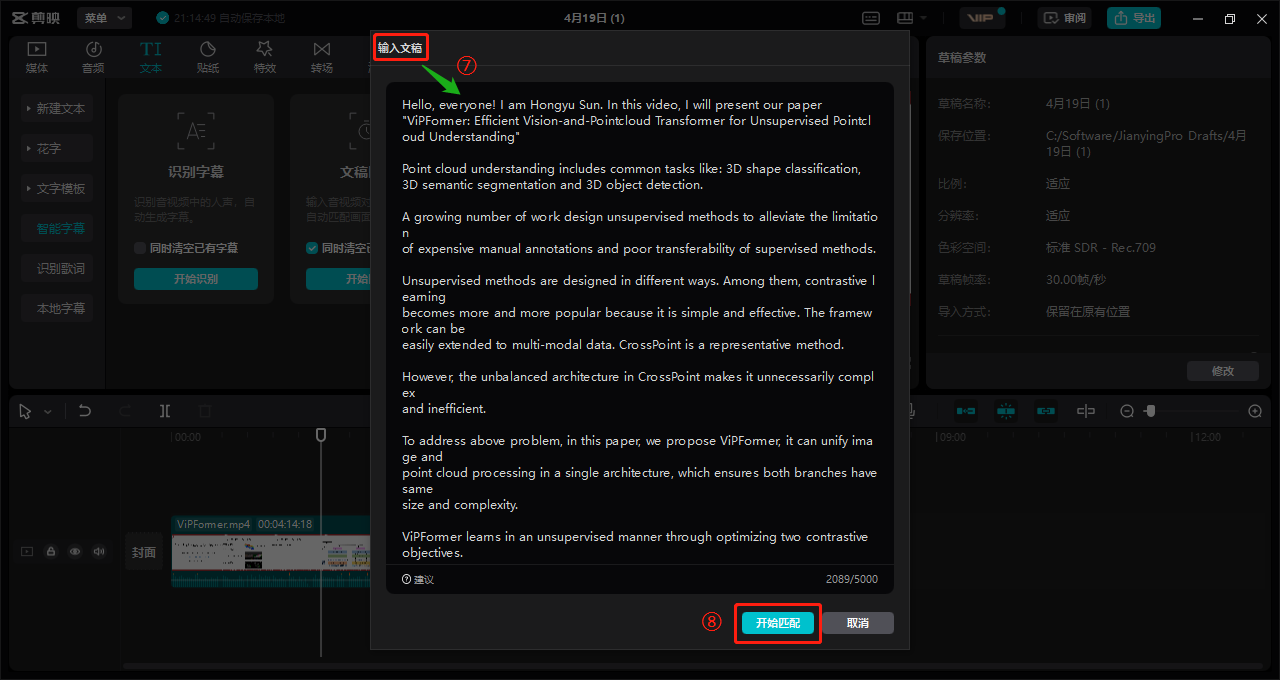 剪映
菜单
21:14:49 自动保存本地
4月19日 (1)
VIP
审阅
导出
媒体
音频
TI
文本
贴纸
特效
转场
新建文本
花字
文字模板
智能字幕
识别歌词
本地字幕
识别字幕
识别音视频中的人声，自
动生成字幕。
同时清空已有字幕
开始识别
文稿
输入音视频对
自动匹配画面
同时清空已
开始
输入文稿
⑦
Hello, everyone! I am Hongyu Sun. In this video, I will present our paper
"ViPFormer: Efficient Vision-and-Pointcloud Transformer for Unsupervised Pointcl
oud Understanding"
Point cloud understanding includes common tasks like: 3D shape classification,
3D semantic segmentation and 3D object detection.
A growing number of work design unsupervised methods to alleviate the limitatio
n
of expensive manual annotations and poor transferability of supervised methods.
Unsupervised methods are designed in different ways. Among them, contrastive l
earning
becomes more and more popular because it is simple and effective. The framew
ork can be
easily extended to multi-modal data. CrossPoint is a representative method.
However, the unbalanced architecture in CrossPoint makes it unnecessarily compl
ex
and inefficient.
To address above problem, in this paper, we propose ViPFormer, it can unify ima
ge and
point cloud processing in a single architecture, which ensures both branches have
same
size and complexity.
ViPFormer learns in an unsupervised manner through optimizing two contrastive
objectives.
建议
2089/5000
⑧
开始匹配
取消
草稿参数
草稿名称：
4月19日 (1)
保存位置：
C:/Software/JianyingPro Drafts/4月
19日 (1)
比例：
适应
分辨率：
适应
色彩空间：
标准 SDR - Rec.709
草稿帧率：
30.00帧/秒
导入方式：
保留在原有位置
修改
00:00
09:00
12:00
封面
ViPFormer.mp4
00:04:14:18